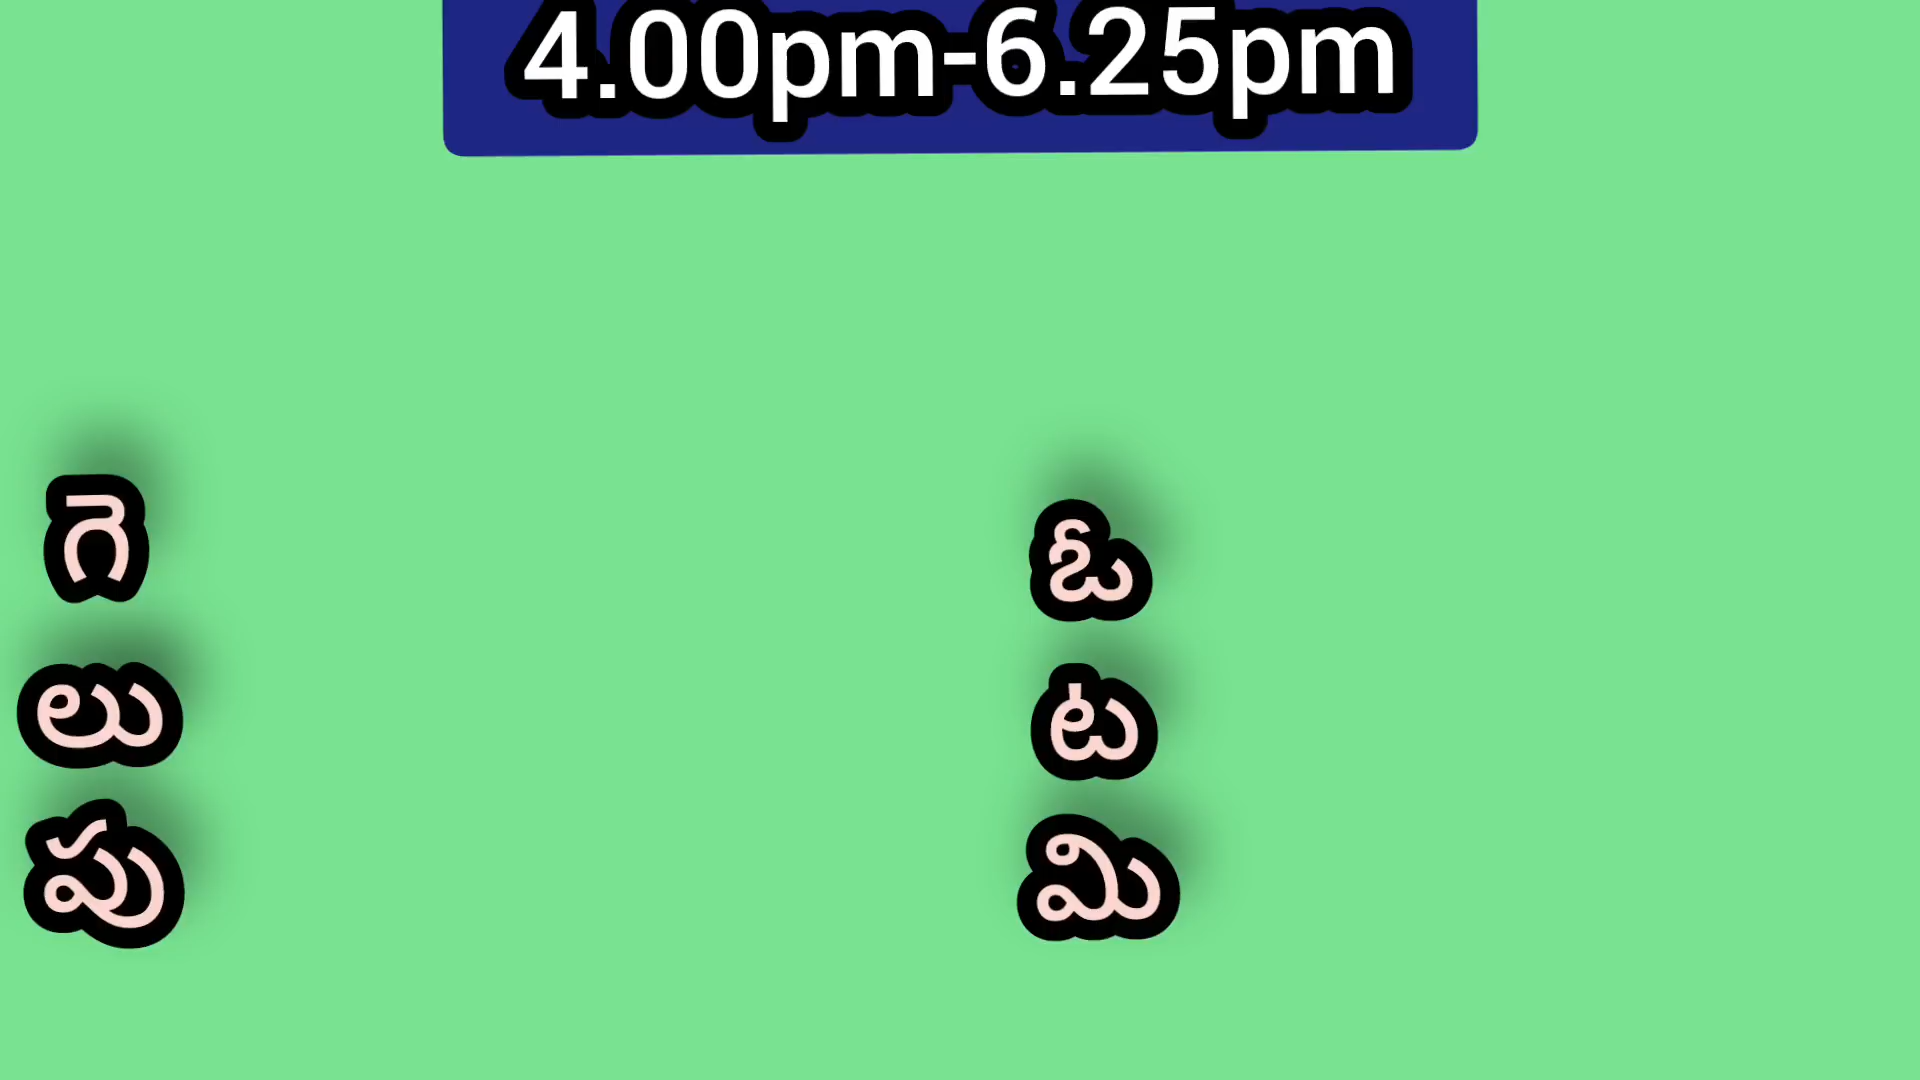 4.00pm-6.25pm
గె
లు
పు
ఓ
ట
మి